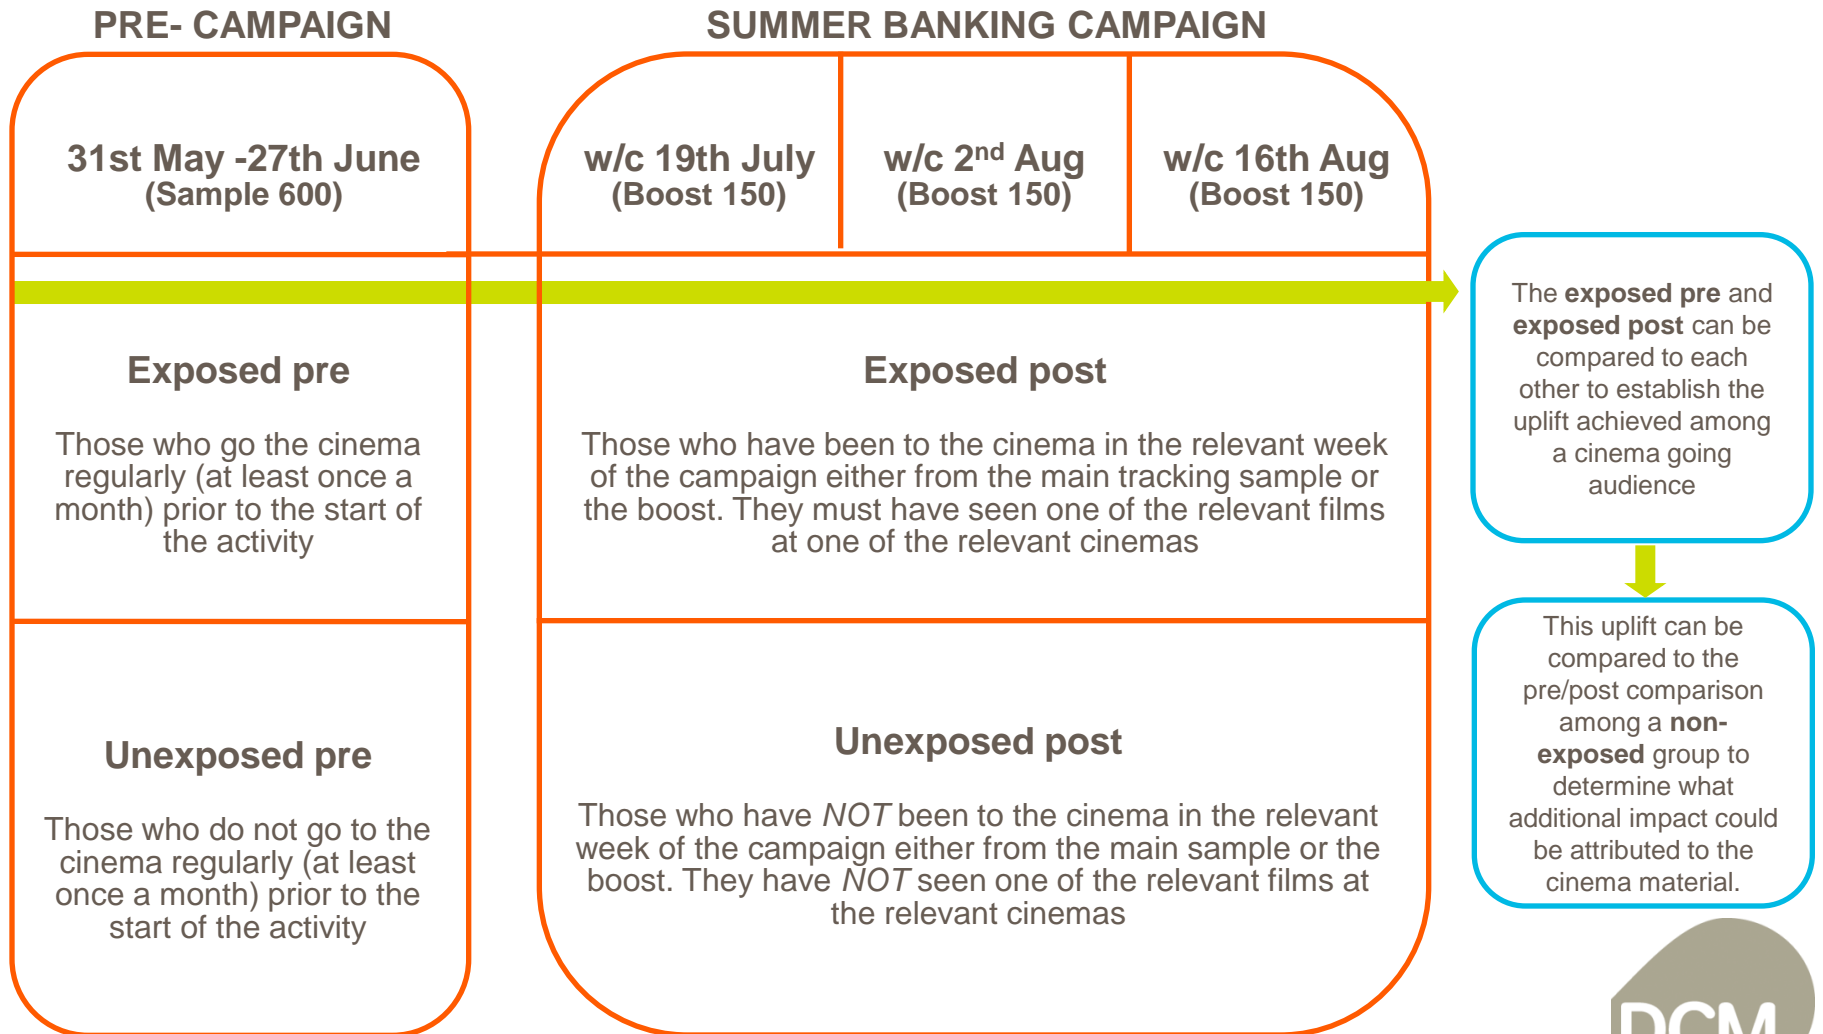 PRE- CAMPAIGN
SUMMER BANKING CAMPAIGN
31st May -27th June
(Sample 600)
w/c 19th July
(Boost 150)
w/c 2nd Aug
(Boost 150)
w/c 16th Aug
(Boost 150)
Exposed pre
Those who go the cinema
regularly (at least once a
month) prior to the start of
the activity
Exposed post
Those who have been to the cinema in the relevant week
of the campaign either from the main tracking sample or
the boost. They must have seen one of the relevant films
at one of the relevant cinemas
The exposed pre and
exposed post can be
compared to each
other to establish the
uplift achieved among
a cinema going
audience
Unexposed pre
Those who do not go to the
cinema regularly (at least
once a month) prior to the
start of the activity
Unexposed post
Those who have NOT been to the cinema in the relevant
week of the campaign either from the main sample or the
boost. They have NOT seen one of the relevant films at
the relevant cinemas
This uplift can be
compared to the
pre/post comparison
among a non-
exposed group to
determine what
additional impact could
be attributed to the
cinema material.
DCM